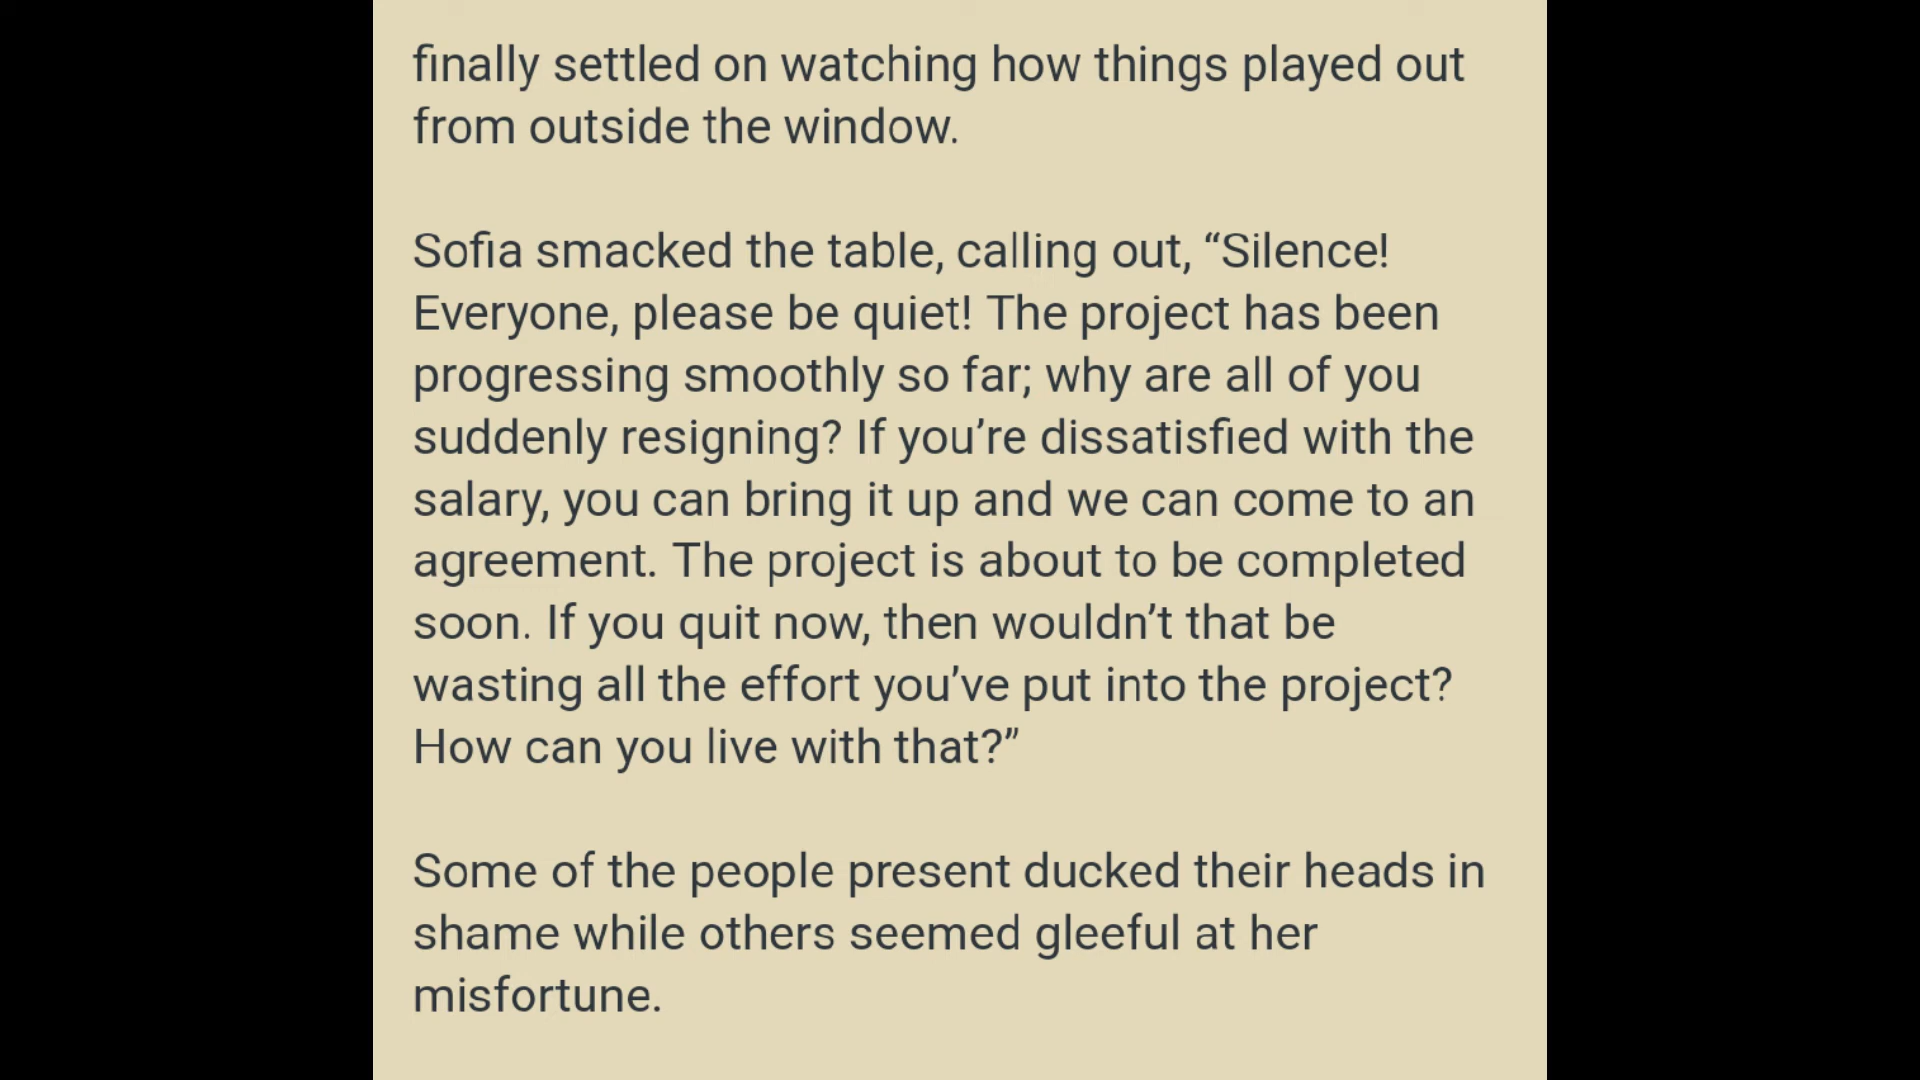 finally settled on watching how things played out
from outside the window.
Sofia smacked the table, calling out, “Silence!
Everyone, please be quiet! The project has been
progressing smoothly so far; why are all of you
suddenly resigning? If you’re dissatisfied with the
salary, you can bring it up and we can come to an
agreement. The project is about to be completed
soon. If you quit now, then wouldn’t that be
wasting all the effort you’ve put into the project?
How can you live with that?”
Some of the people present ducked their heads in
shame while others seemed gleeful at her
misfortune.